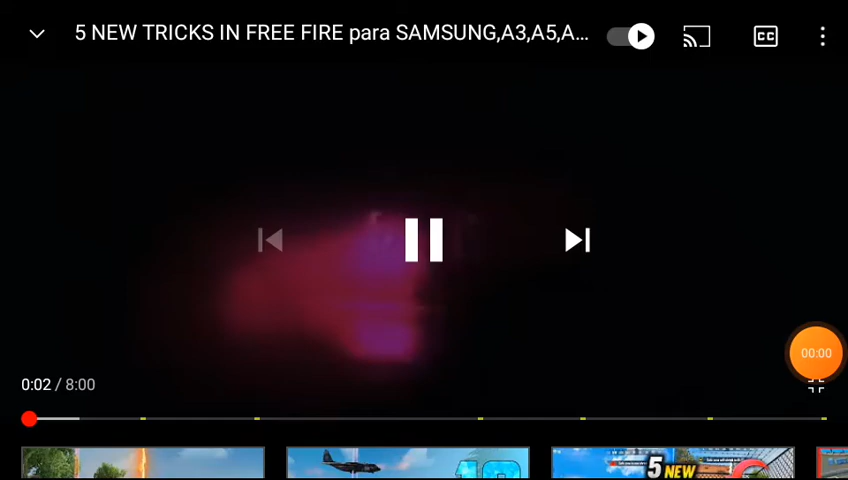 5 NEW TRICKS IN FREE FIRE para SAMSUNG,A3,A5,A...
CC
0:02 / 8:00
00:00
5 NEW